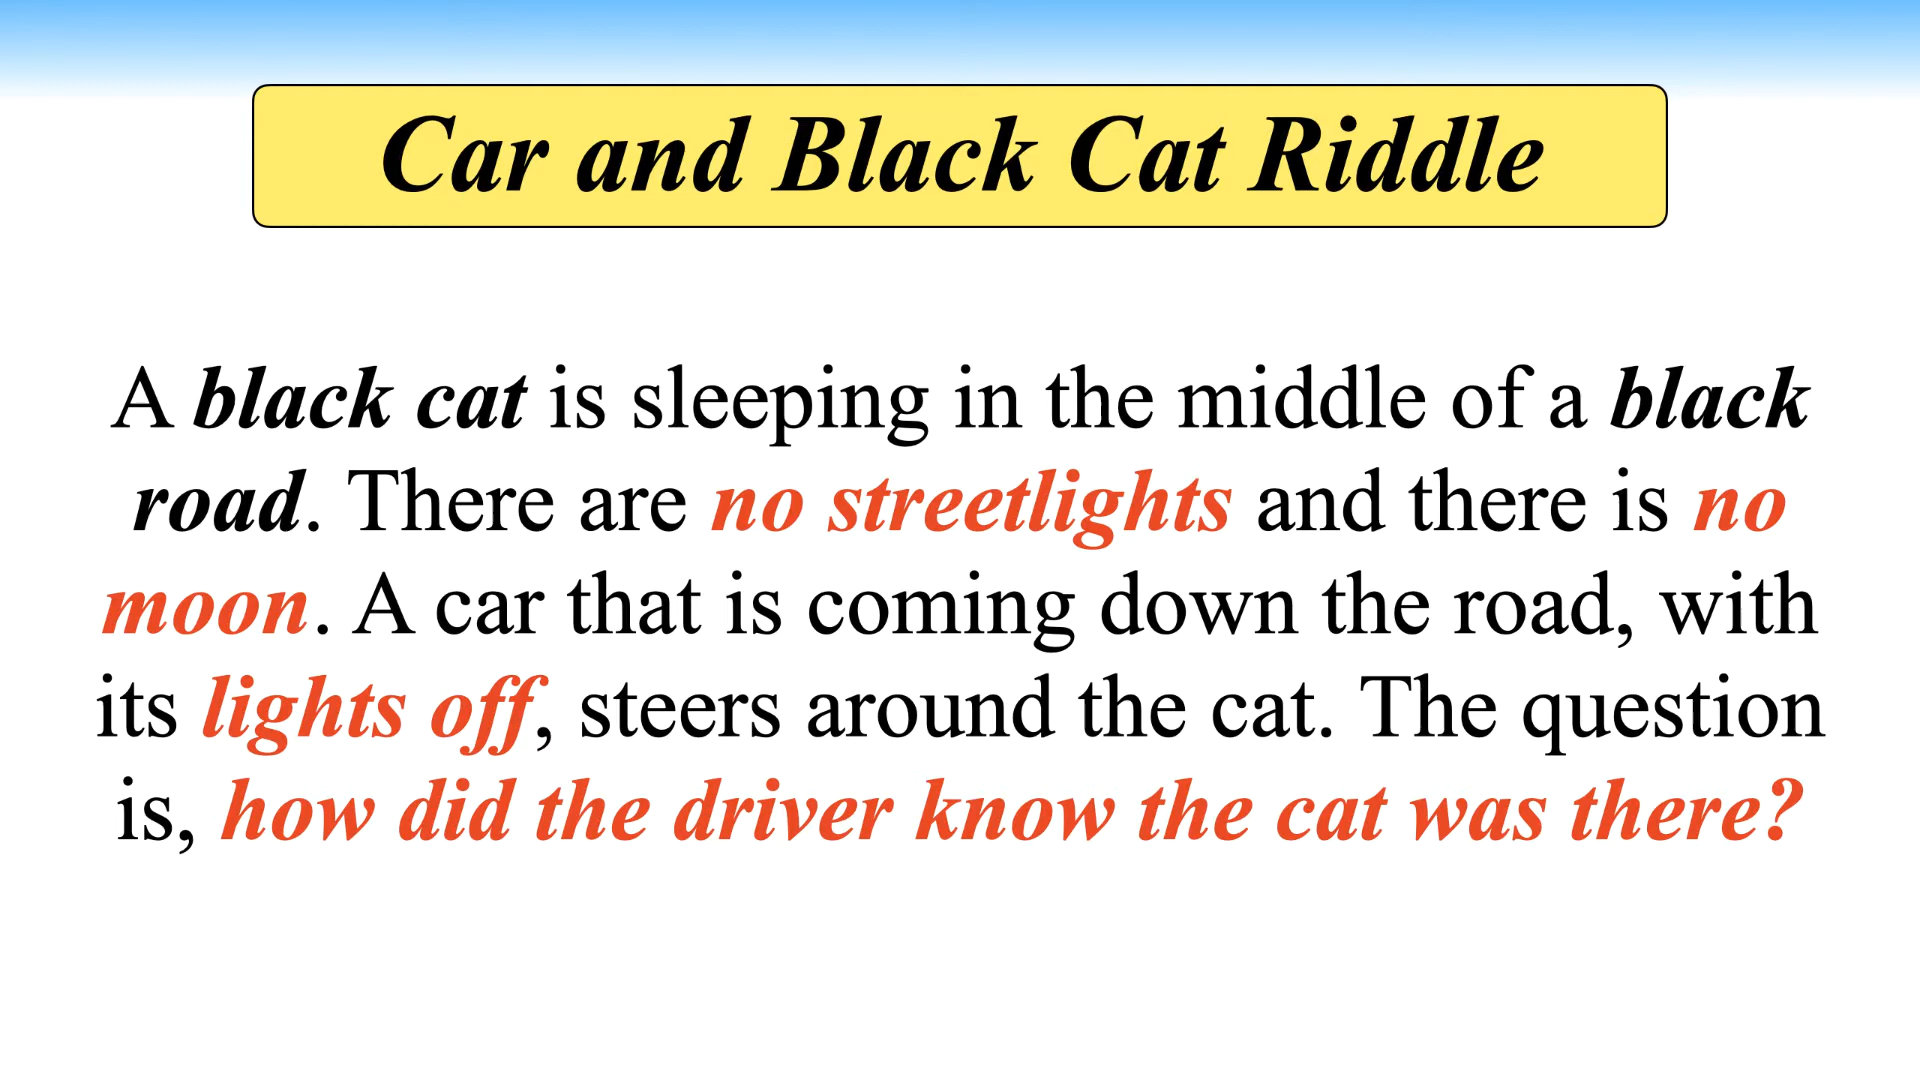 Car and Black Cat Riddle
A black cat is sleeping in the middle of a black
road. There are no streetlights and there is no
moon. A car that is coming down the road, with
its lights off, steers around the cat. The question
is, how did the driver know the cat was there?